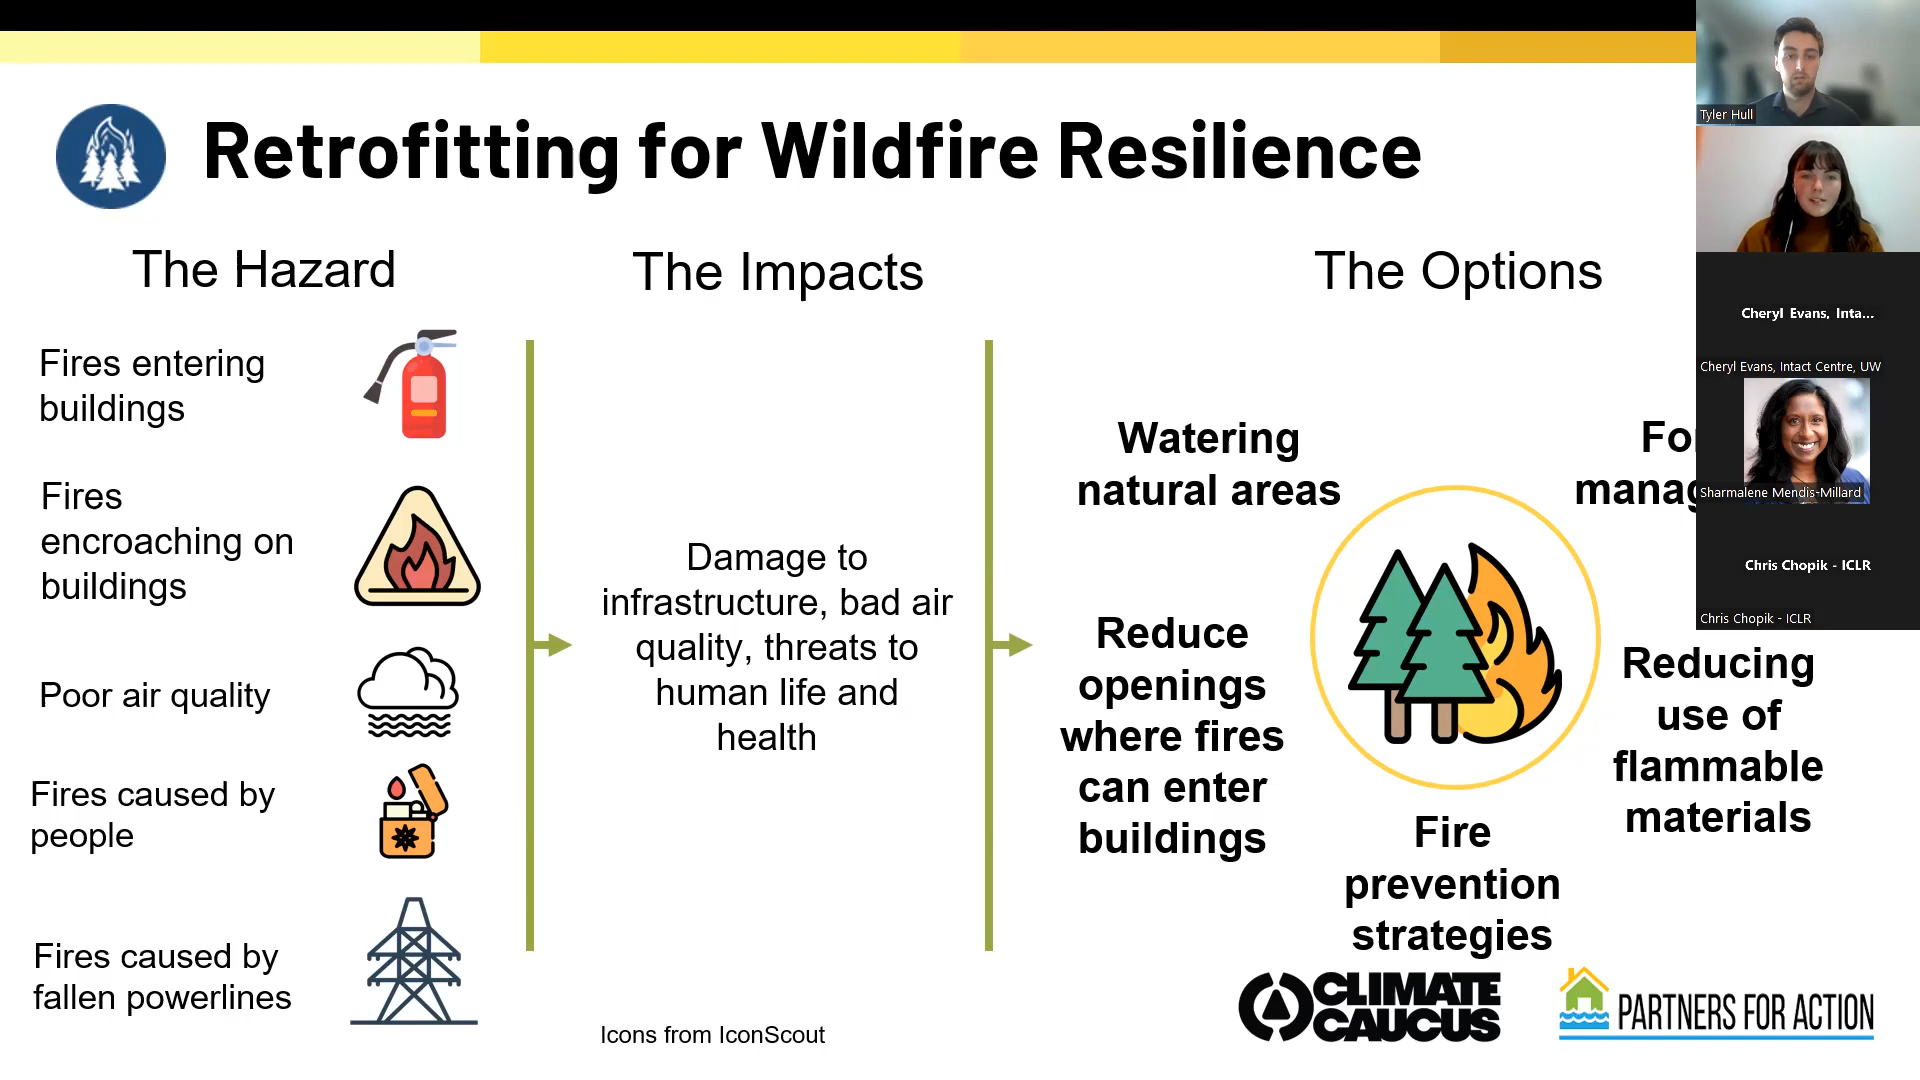 Retrofitting for Wildfire Resilience
The Hazard
Fires entering
buildings
Fires
encroaching on
buildings
Poor air quality
Fires caused by
people
Fires caused by
fallen powerlines
The Impacts
Damage to
infrastructure, bad air
quality, threats to
human life and
health
The Options
Watering
natural areas
Reduce
openings
where fires
can enter
buildings
Fire
prevention
strategies
Reducing
use of
flammable
materials
Icons from IconScout
CLIMATE
CAUCUS
PARTNERS FOR ACTION
Tyler Hull
Cheryl Evans, Inta...
Cheryl Evans, Intact Centre, UW
Sharmalene Mendis-Millard
Chris Chopik - ICLR
Chris Chopik - ICLR